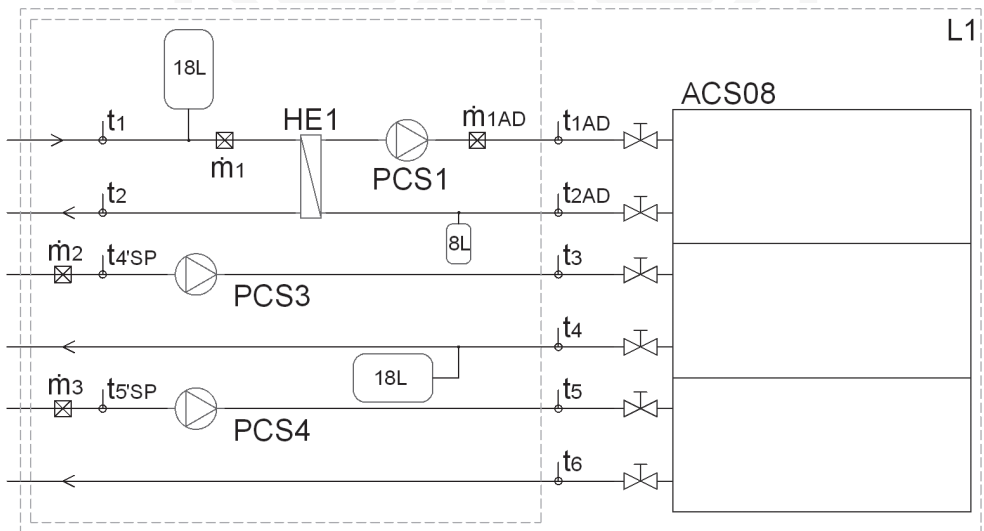 L1
18L
ACS08
t1
HE1
ṁ1AD
t1AD
ṁ1
PCS1
t2
t2AD
8L
ṁ2
t4'SP
t3
PCS3
t4
18L
ṁ3
t5'SP
t5
PCS4
t6